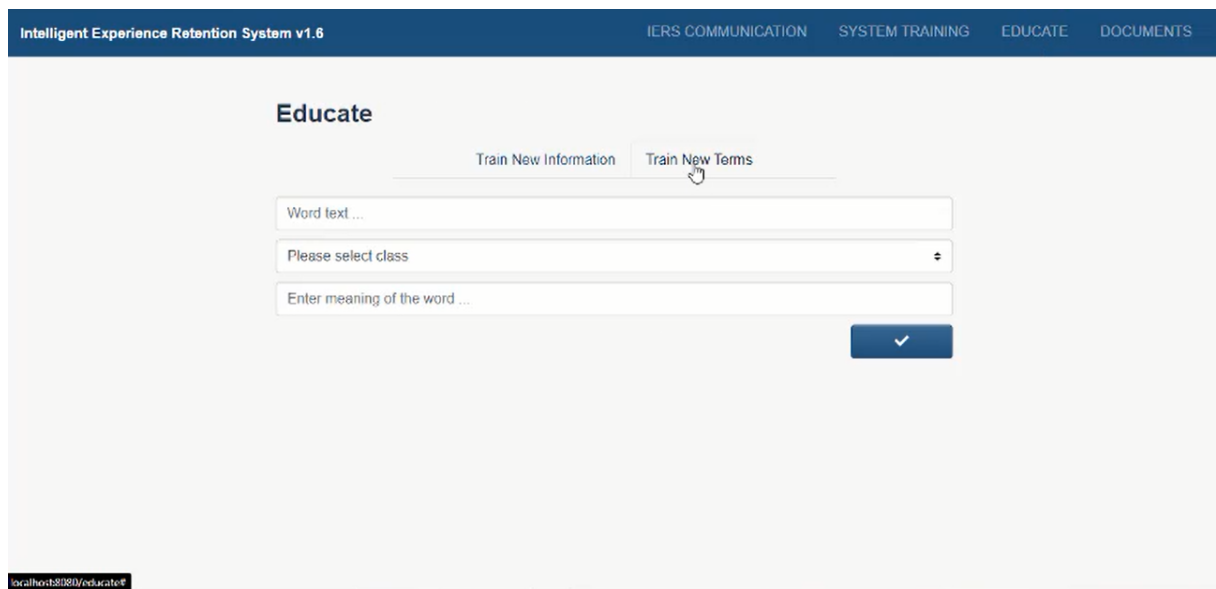 Intelligent Experience Retention System v1.6 IERS COMMUNICATION SYSTEM TRAINING EDUCATE DOCUMENTS
Educate
Train New Information Train New Terms
Word text ...
Please select class
Enter meaning of the word ...
localhost:8080/educate#